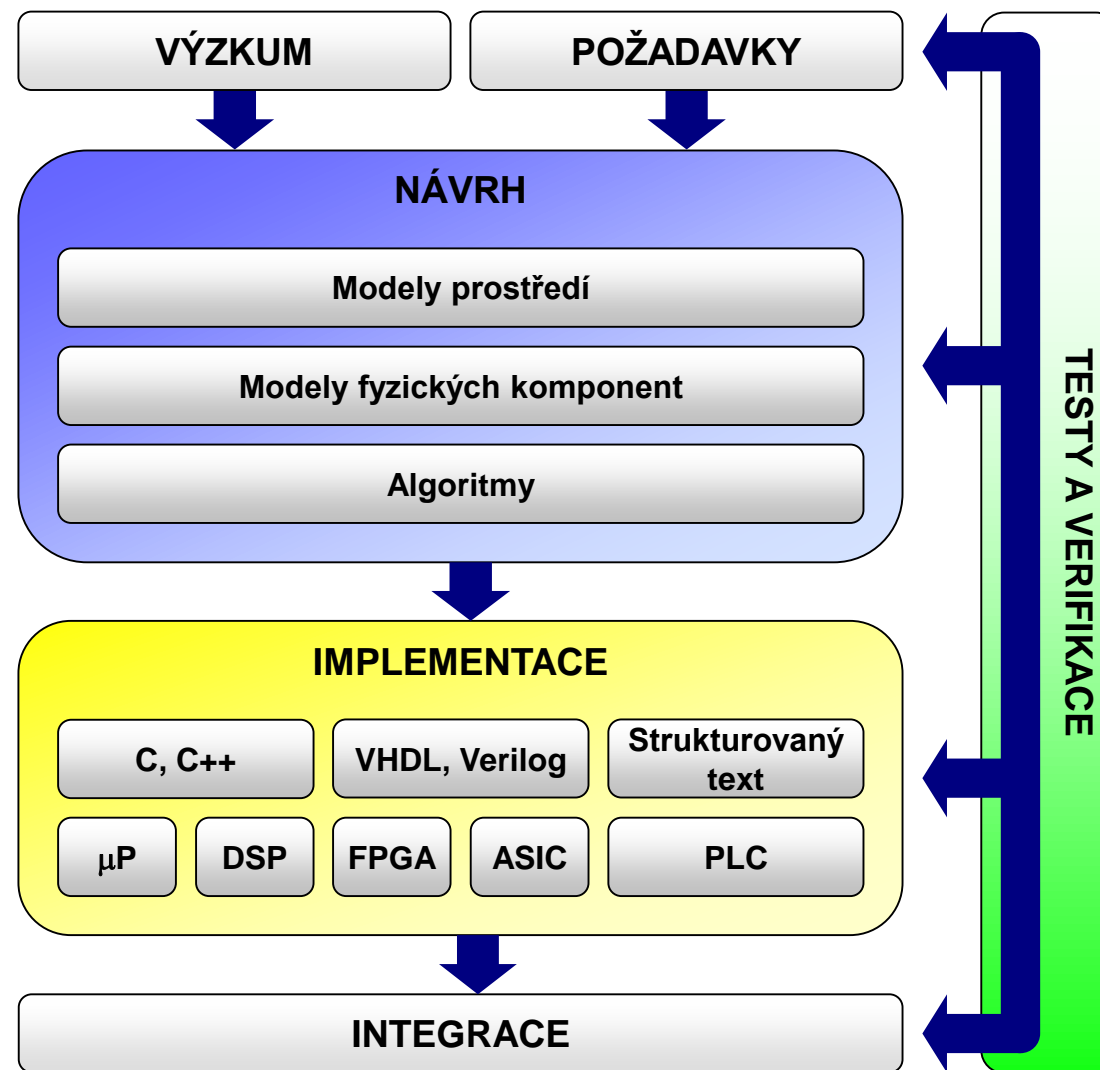 VÝZKUM
POŽADAVKY
NÁVRH
Modely prostředí
Modely fyzických komponent
Algoritmy
IMPLEMENTACE
C, C++
VHDL, Verilog
Strukturovaný
text
μP
DSP
FPGA
ASIC
PLC
INTEGRACE
TESTY A VERIFIKACE